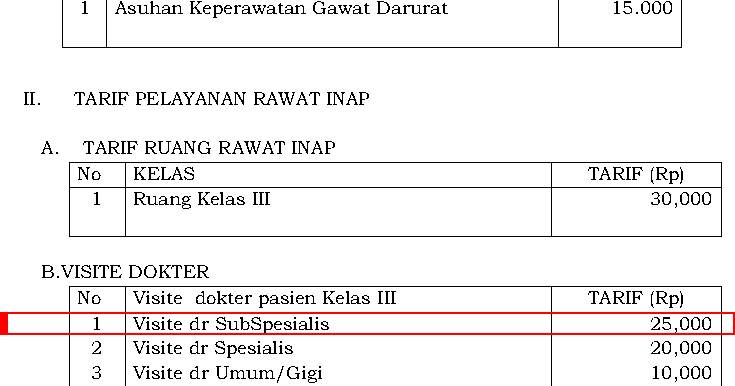 1 Asuhan Keperawatan Gawat Darurat 15.000
II. TARIF PELAYANAN RAWAT INAP
A. TARIF RUANG RAWAT INAP
No KELAS TARIF (Rp)
1 Ruang Kelas III 30,000
B.VISITE DOKTER
No Visite dokter pasien Kelas III TARIF (Rp)
1 Visite dr SubSpesialis 25,000
2 Visite dr Spesialis 20,000
3 Visite dr Umum/Gigi 10,000